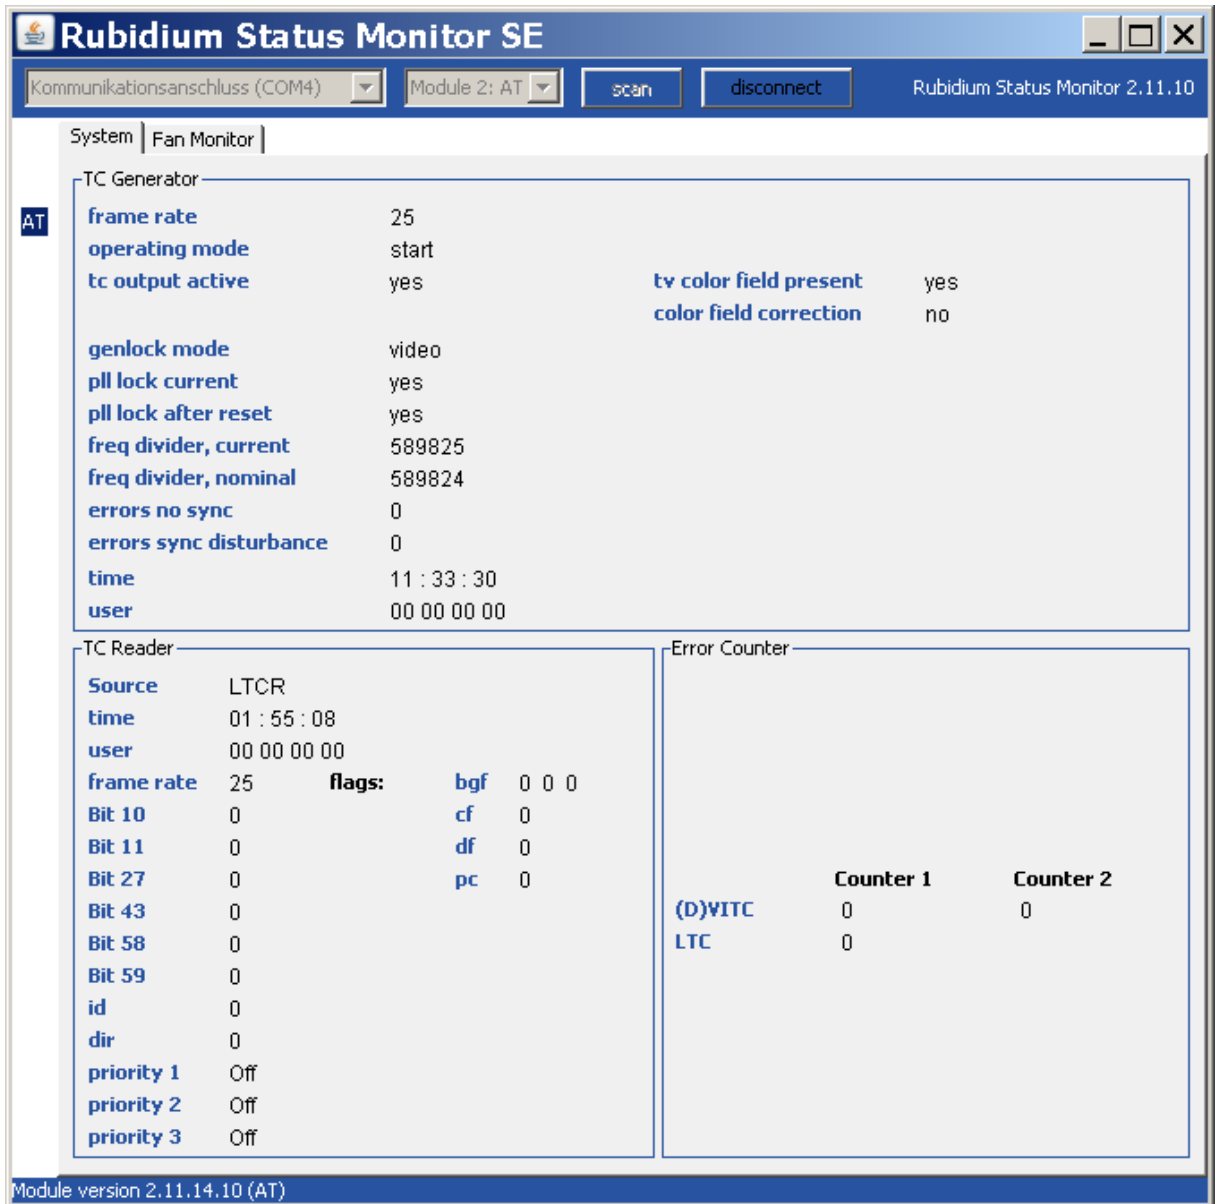 Rubidium Status Monitor SE
Kommunikationsanschluss (COM4) Module 2: AT scan disconnect Rubidium Status Monitor 2.11.10
System Fan Monitor
AT
TC Generator
frame rate 25
operating mode start
tc output active yes tv color field present yes
color field correction no
genlock mode video
pll lock current yes
pll lock after reset yes
freq divider, current 589825
freq divider, nominal 589824
errors no sync 0
errors sync disturbance 0
time 11 : 33 : 30
user 00 00 00 00
TC Reader
Source LTCR
time 01 : 55 : 08
user 00 00 00 00
frame rate 25 flags: bgf 0 0 0
Bit 10 0 cf 0
Bit 11 0 df 0
Bit 27 0 pc 0
Bit 43 0
Bit 58 0
Bit 59 0
id 0
dir 0
priority 1 Off
priority 2 Off
priority 3 Off
Error Counter
Counter 1 Counter 2
(D)VITC 0 0
LTC 0
Module version 2.11.14.10 (AT)